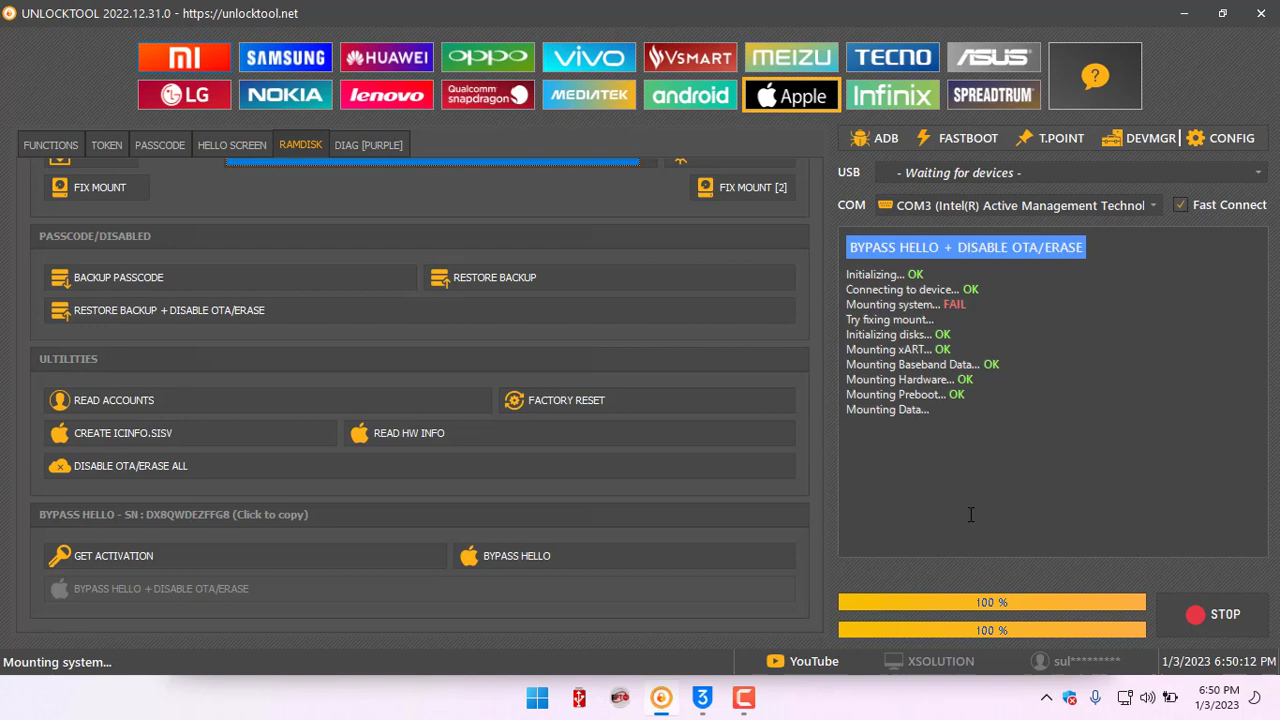 UNLOCKTOOL 2022.12.31.0 - https://unlocktool.net
SAMSUNG HUAWEI oppo vivo VSMART MEIZU TECNO ASUS ?
LG NOKIA lenovo Qualcomm snapdragon MEDIATEK android Apple Infinix SPREADTRUM
FUNCTIONS TOKEN PASSCODE HELLO SCREEN RAMDISK DIAG [PURPLE]
ADB FASTBOOT T.POINT DEVMGR CONFIG
USB - Waiting for devices -
COM COM3 (Intel(R) Active Management Technol Fast Connect
FIX MOUNT FIX MOUNT [2]
PASSCODE/DISABLED
BACKUP PASSCODE RESTORE BACKUP
RESTORE BACKUP + DISABLE OTA/ERASE
ULTILITIES
READ ACCOUNTS FACTORY RESET
CREATE ICINFO.SISV READ HW INFO
DISABLE OTA/ERASE ALL
BYPASS HELLO - SN : DX8QWDEZFFG8 (Click to copy)
GET ACTIVATION BYPASS HELLO
BYPASS HELLO + DISABLE OTA/ERASE
BYPASS HELLO + DISABLE OTA/ERASE
Initializing... OK
Connecting to device... OK
Mounting system... FAIL
Try fixing mount...
Initializing disks... OK
Mounting xART... OK
Mounting Baseband Data... OK
Mounting Hardware... OK
Mounting Preboot... OK
Mounting Data...
100 %
100 %
STOP
Mounting system... YouTube XSOLUTION sul********* 1/3/2023 6:50:12 PM
3
6:50 PM
1/3/2023